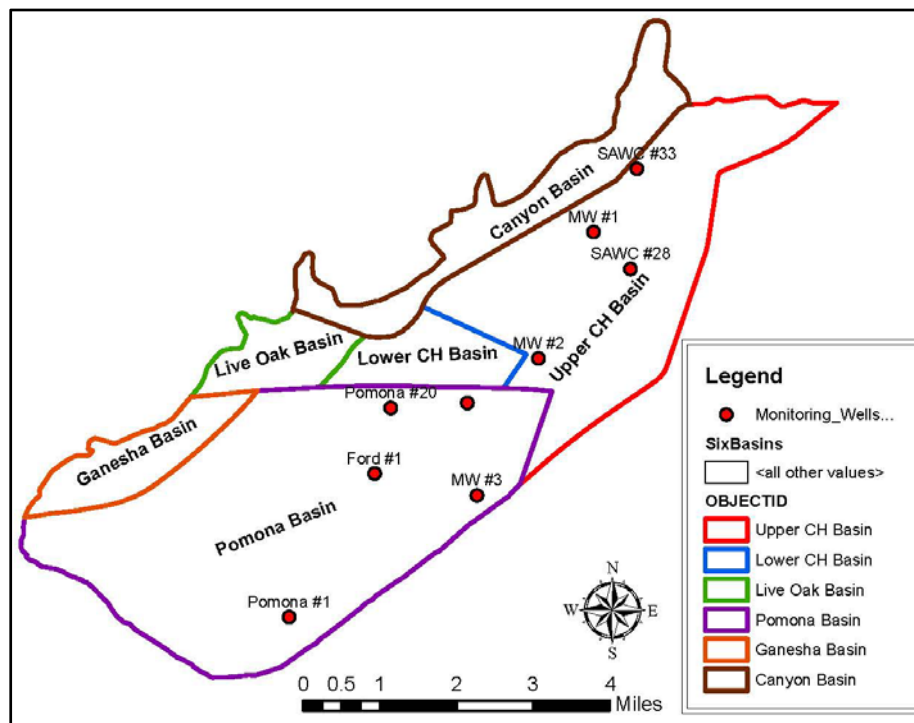 SAWC #33
Canyon Basin
MW #1
SAWC #28
Upper CH Basin
Live Oak Basin
Lower CH Basin
MW #2
Pomona #20
Ganesha Basin
Ford #1
MW #3
Pomona Basin
Pomona #1
N
W E
S
0 0.5 1 2 3 4
Miles
Legend
Monitoring_Wells...
SixBasins
<all other values>
OBJECTID
Upper CH Basin
Lower CH Basin
Live Oak Basin
Pomona Basin
Ganesha Basin
Canyon Basin